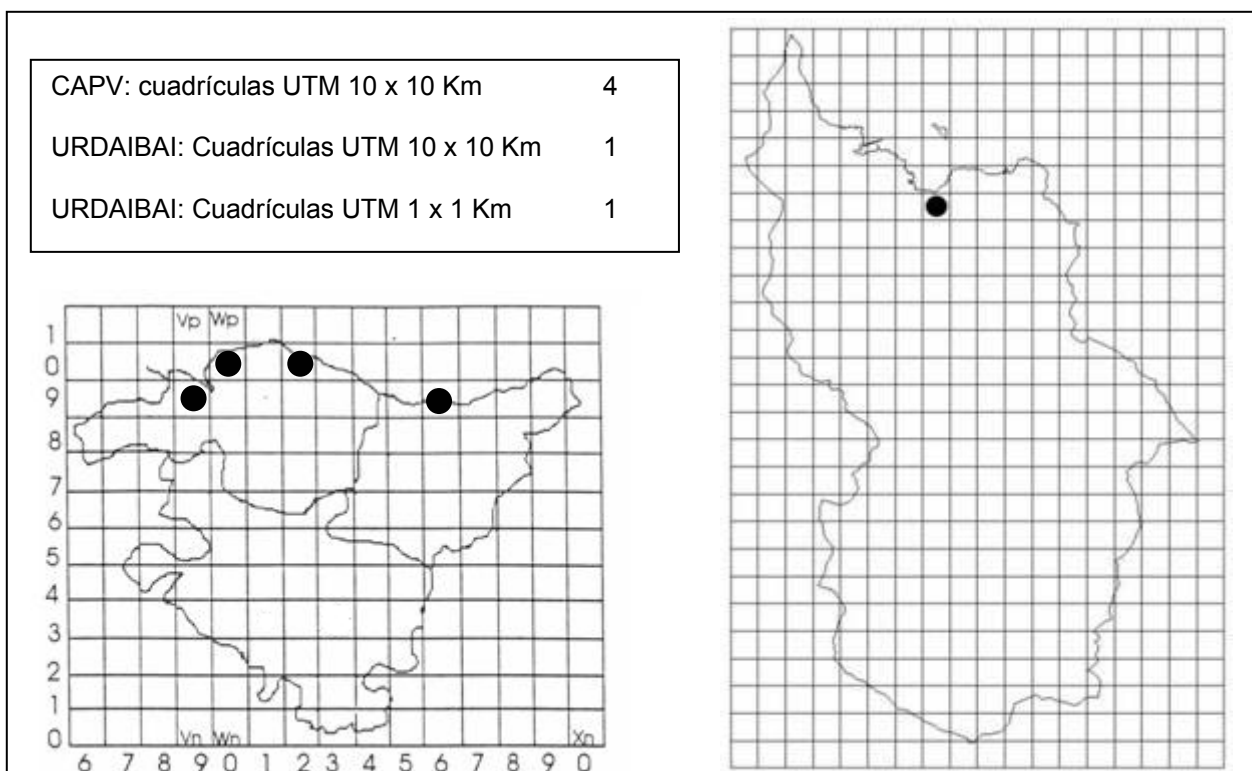 CAPV: cuadrículas UTM 10 x 10 Km 4
URDAIBAI: Cuadrículas UTM 10 x 10 Km 1
URDAIBAI: Cuadrículas UTM 1 x 1 Km 1
Vp Wp
1
0
9
8
7
6
5
4
3
2
1
0
Vn Wn Xn
6 7 8 9 0 1 2 3 4 5 6 7 8 9 0